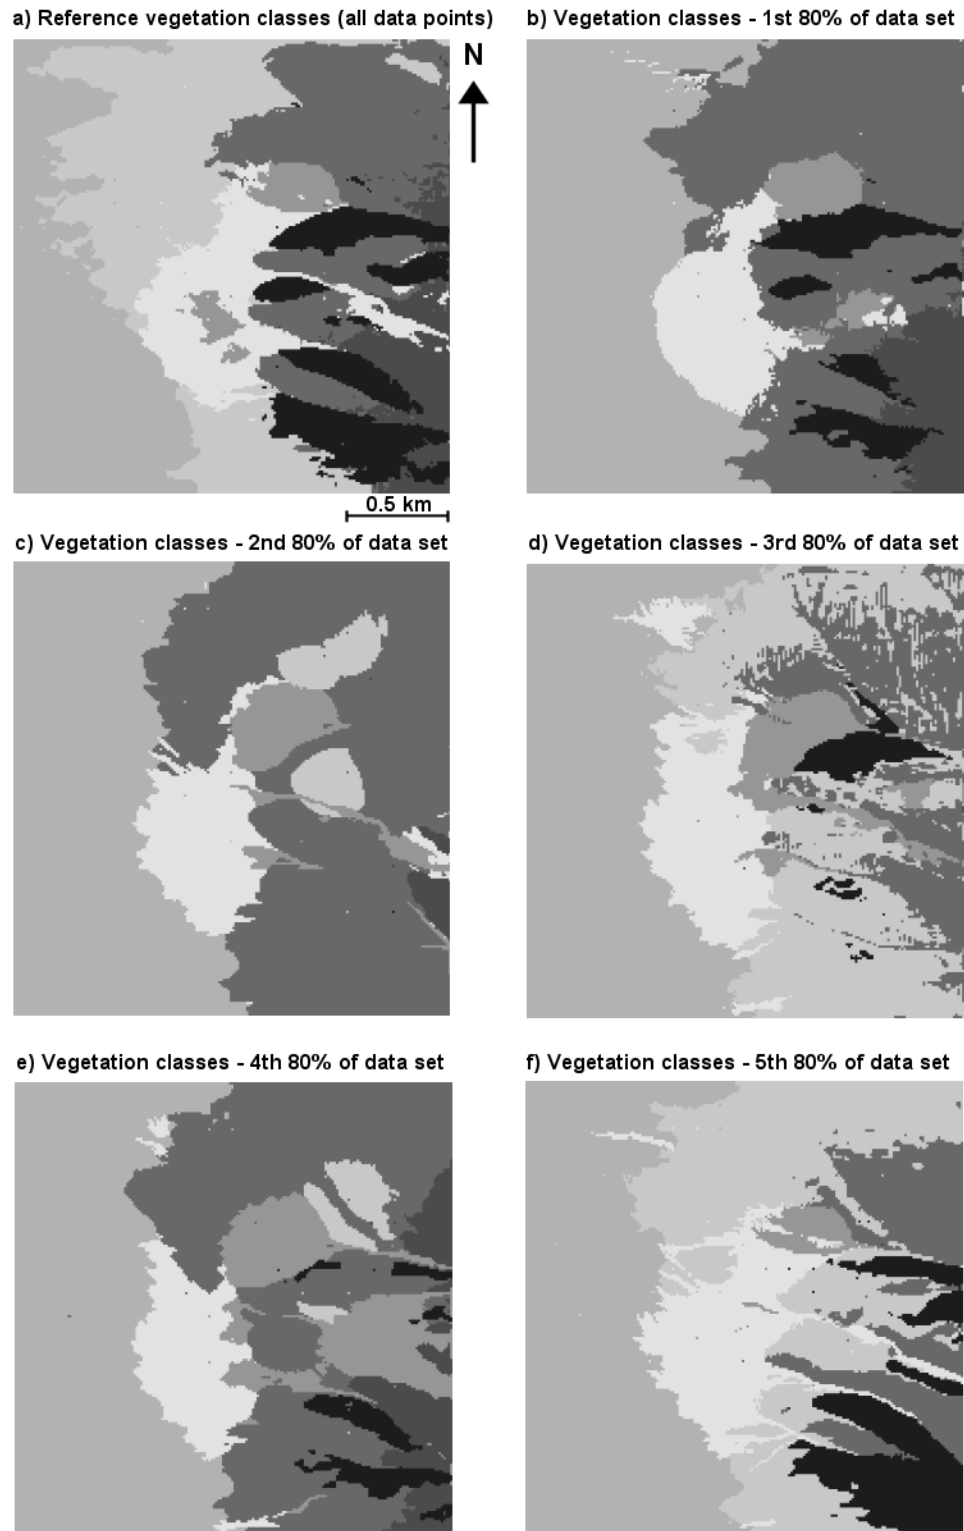 a) Reference vegetation classes (all data points)
b) Vegetation classes - 1st 80% of data set
N
0.5 km
c) Vegetation classes - 2nd 80% of data set
d) Vegetation classes - 3rd 80% of data set
e) Vegetation classes - 4th 80% of data set
f) Vegetation classes - 5th 80% of data set